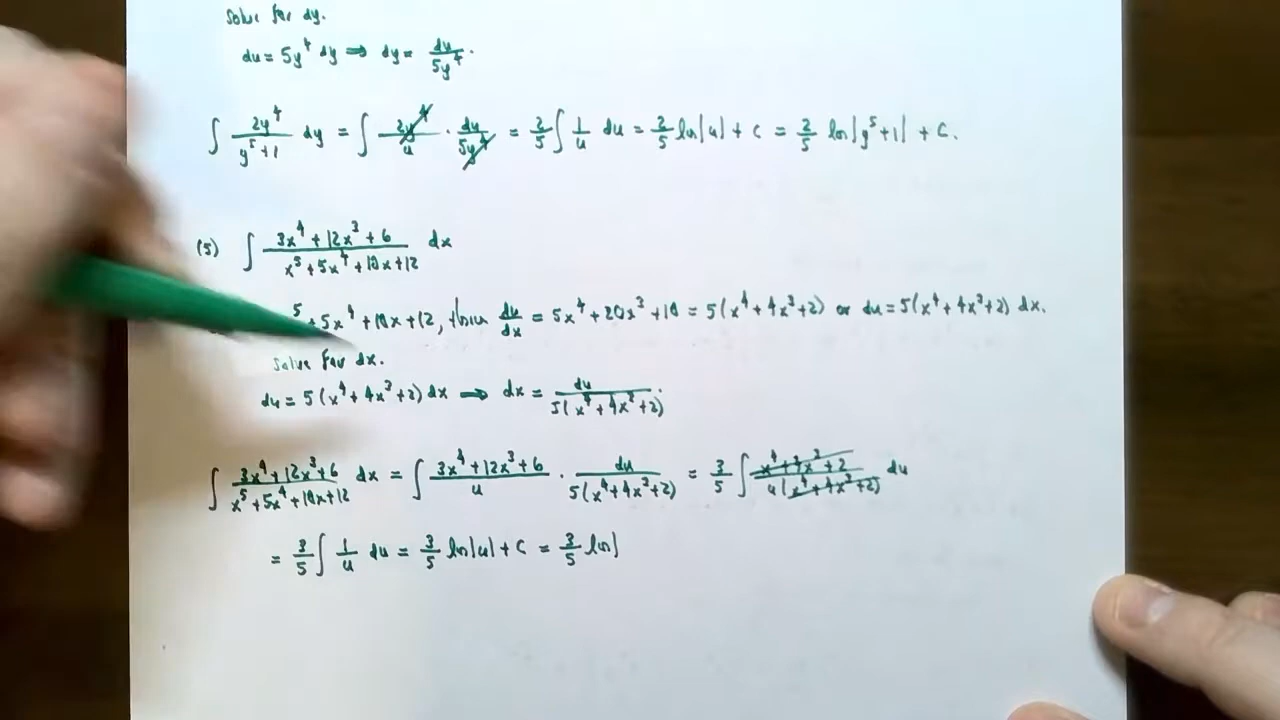 Solve for dy.
du = 5y⁴ dy ⇒ dy = du/5y⁴.
∫ 2y⁴/(y⁵+1) dy = ∫ 2y⁴/u · du/5y⁴ = 2/5 ∫ 1/u du = 2/5 ln|u| + C = 2/5 ln|y⁵+1| + C.
(5) ∫ (3x⁴+12x³+6)/(x⁵+5x⁴+10x+12) dx
⁵+5x⁴+10x+12, then du/dx = 5x⁴+20x³+10 = 5(x⁴+4x³+2) or du = 5(x⁴+4x³+2) dx.
Solve for dx.
du = 5(x⁴+4x³+2) dx ⇒ dx = du/5(x⁴+4x³+2).
∫ (3x⁴+12x³+6)/(x⁵+5x⁴+10x+12) dx = ∫ (3x⁴+12x³+6)/u · du/5(x⁴+4x³+2) = 3/5 ∫ (x⁴+4x³+2)/u(x⁴+4x³+2) du
= 3/5 ∫ 1/u du = 3/5 ln|u| + C = 3/5 ln|